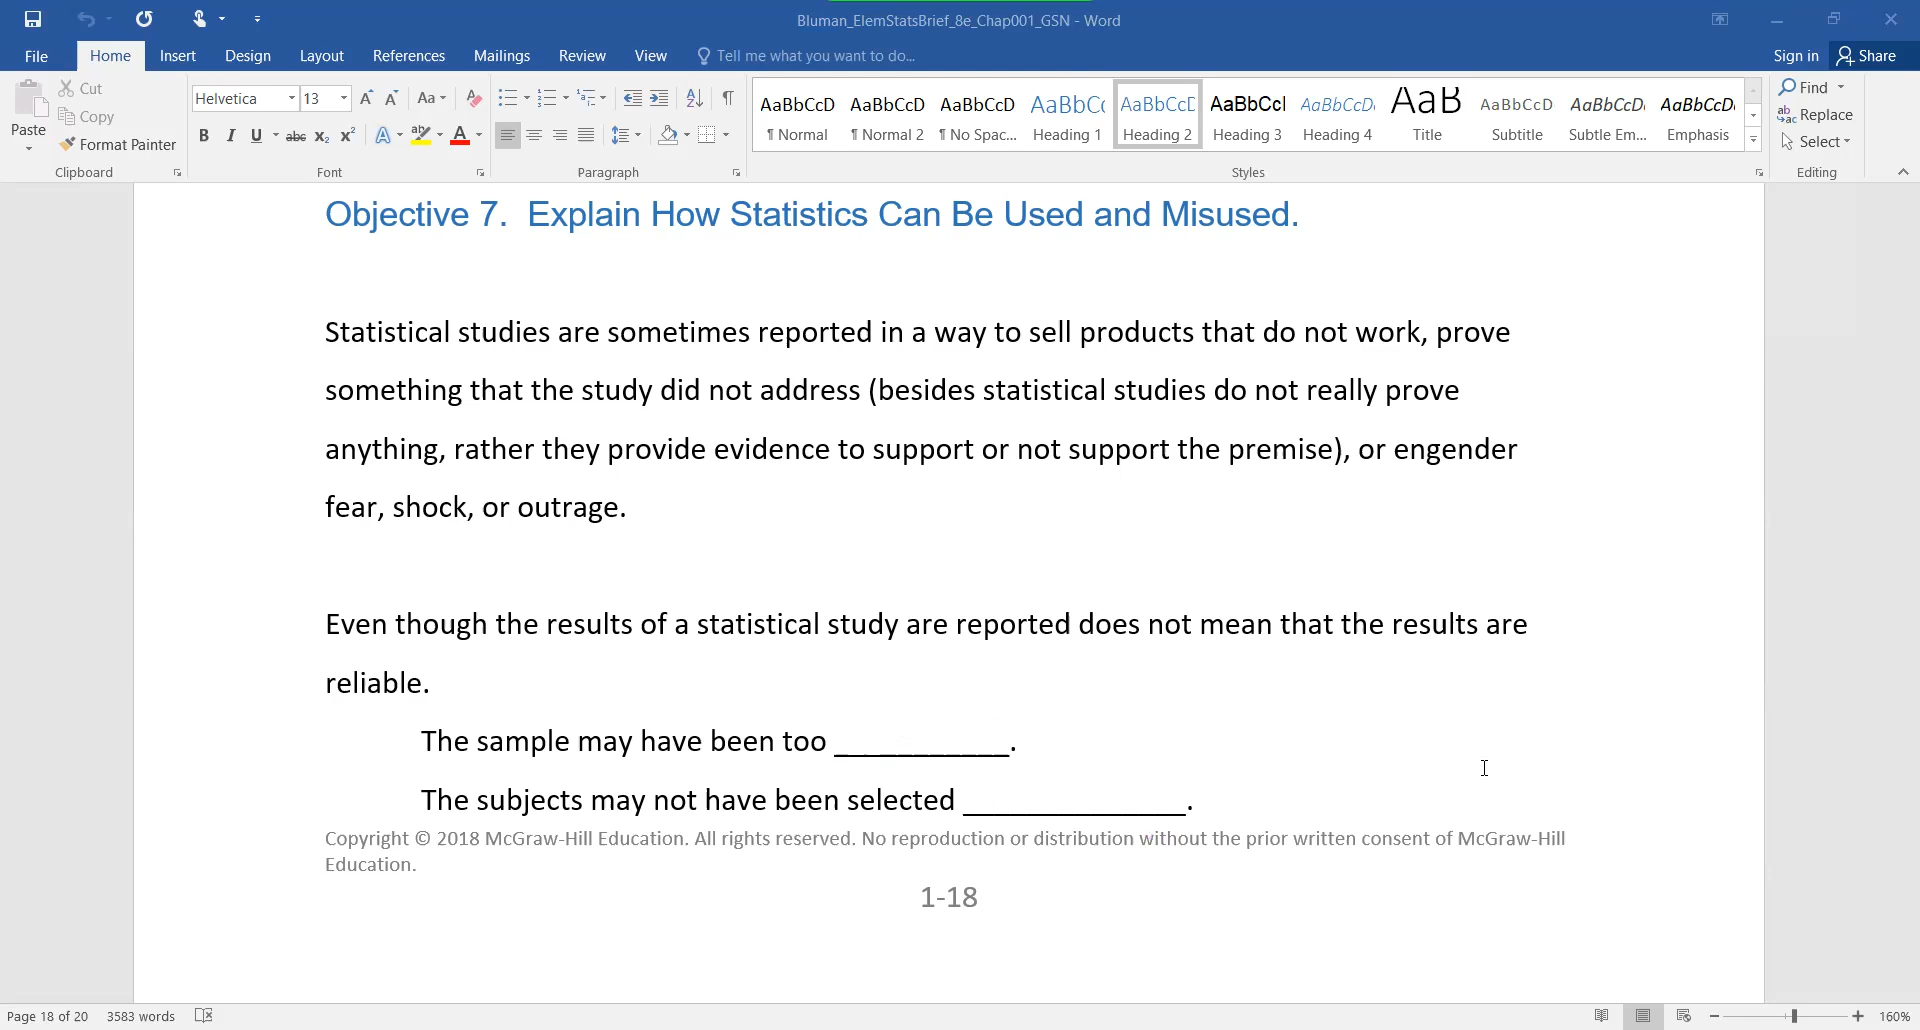 Bluman_ElemStatsBrief_8e_Chap001_GSN - Word
File Home Insert Design Layout References Mailings Review View Tell me what you want to do... Sign in Share
Paste
Cut
Copy
Format Painter
Clipboard
Helvetica 13
Font
Paragraph
AaBbCcD AaBbCcD AaBbCcD AaBbC AaBbCcD AaBbCcI AaBbCcD AaB AaBbCcD AaBbCcD AaBbCcD
¶ Normal ¶ Normal 2 ¶ No Spac... Heading 1 Heading 2 Heading 3 Heading 4 Title Subtitle Subtle Em... Emphasis
Styles
Find
Replace
Select
Editing
Objective 7. Explain How Statistics Can Be Used and Misused.
Statistical studies are sometimes reported in a way to sell products that do not work, prove
something that the study did not address (besides statistical studies do not really prove
anything, rather they provide evidence to support or not support the premise), or engender
fear, shock, or outrage.
Even though the results of a statistical study are reported does not mean that the results are
reliable.
The sample may have been too ___________.
The subjects may not have been selected ______________.
Copyright © 2018 McGraw-Hill Education. All rights reserved. No reproduction or distribution without the prior written consent of McGraw-Hill
Education.
1-18
Page 18 of 20 3583 words 160%